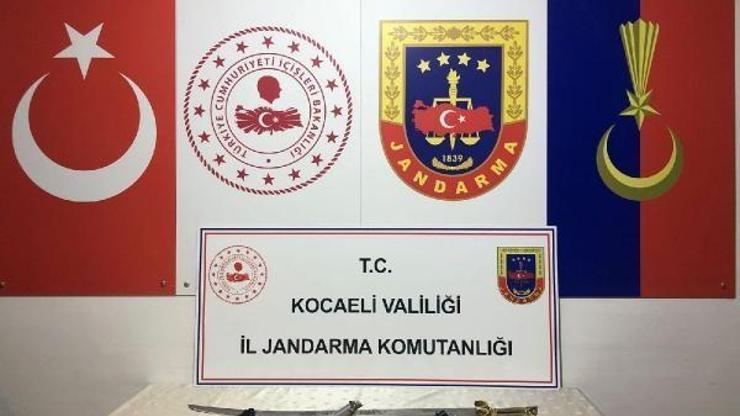 TÜRKİYE CUMHURİYETİ İÇİŞLERİ BAKANLIĞI
1839
JANDARMA
T.C.
KOCAELİ VALİLİĞİ
İL JANDARMA KOMUTANLIĞI